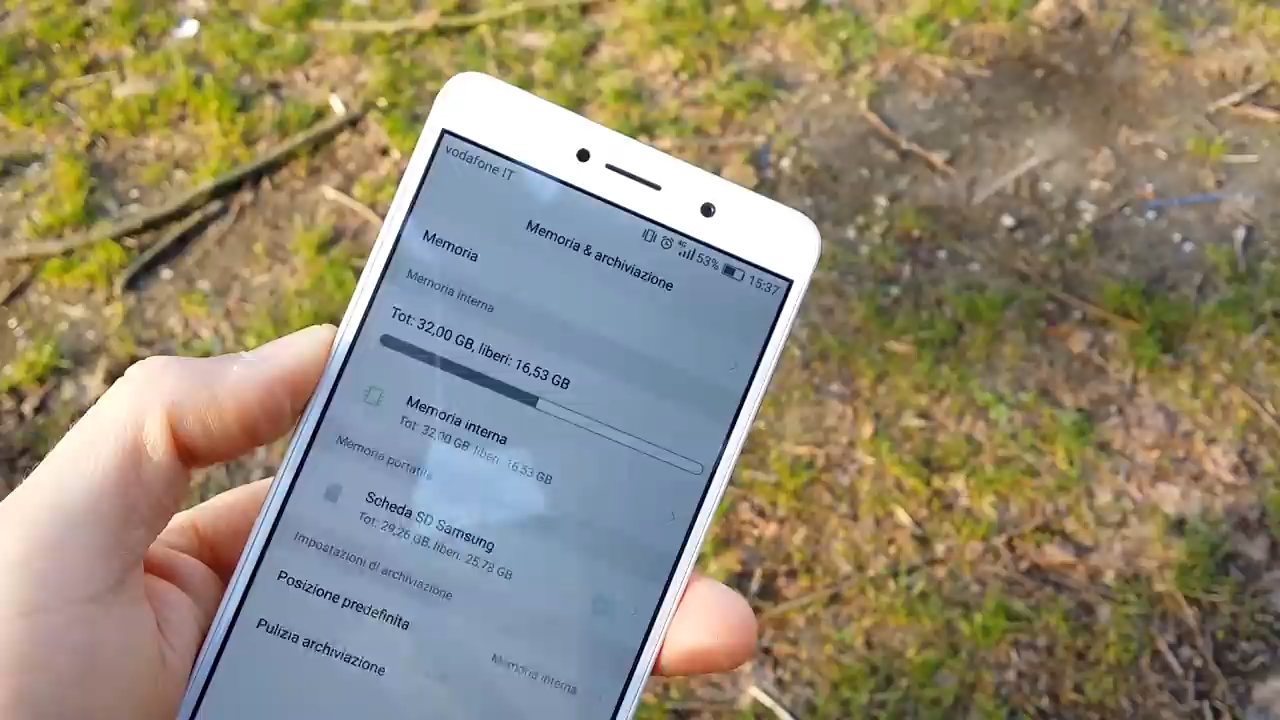 vodafone IT
4G 53% 15:37
Memoria & archiviazione
Memoria
Memoria interna
Tot: 32,00 GB, liberi: 16,53 GB
Memoria interna
Tot: 32,00 GB, liberi: 16,53 GB
Memoria portatile
Scheda SD Samsung
Tot: 29,26 GB, liberi: 25,73 GB
Impostazioni di archiviazione
Posizione predefinita
Memoria interna
Pulizia archiviazione